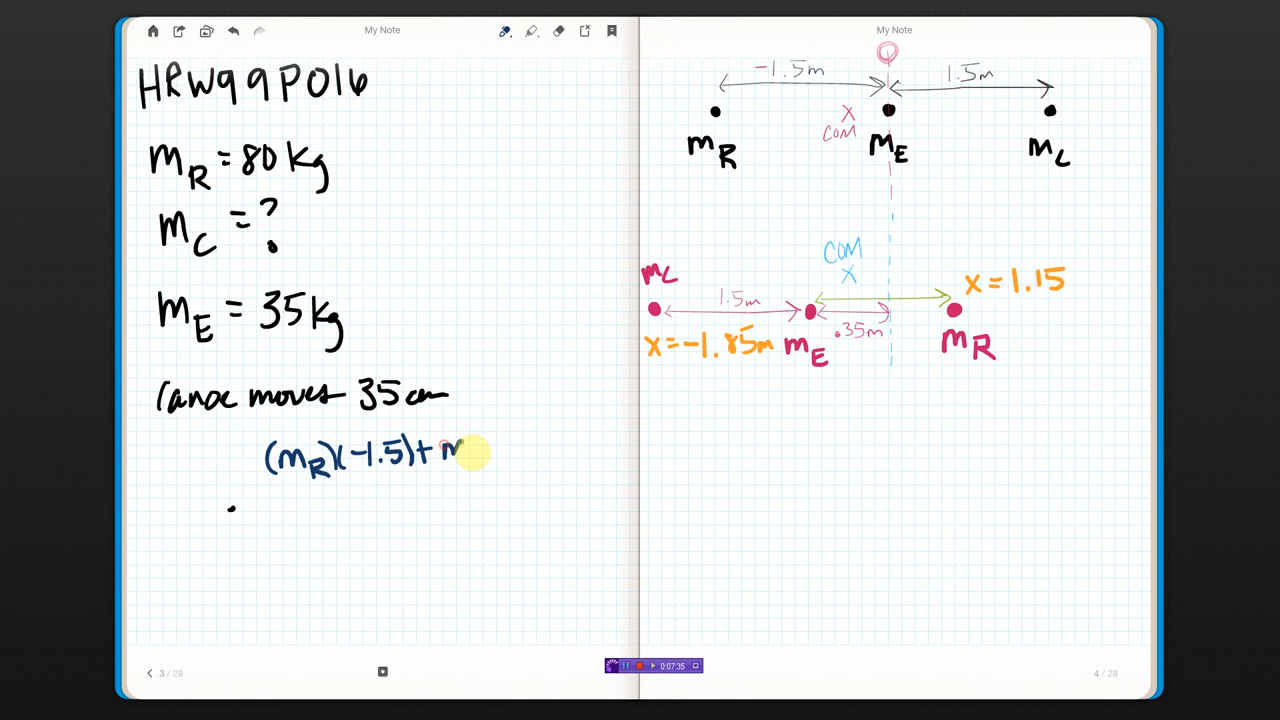 My Note
HRW99P016
mR = 80 kg
mC = ?
mE = 35 kg
Canoe moves 35 cm
(mR)(-1.5) + m
3 / 28
My Note
-1.5m
1.5m
X
COM
mR
mE
mC
COM
X
mC
x = 1.15
1.5m
.35m
x = -1.85m
mE
mR
0:07:35
4 / 28